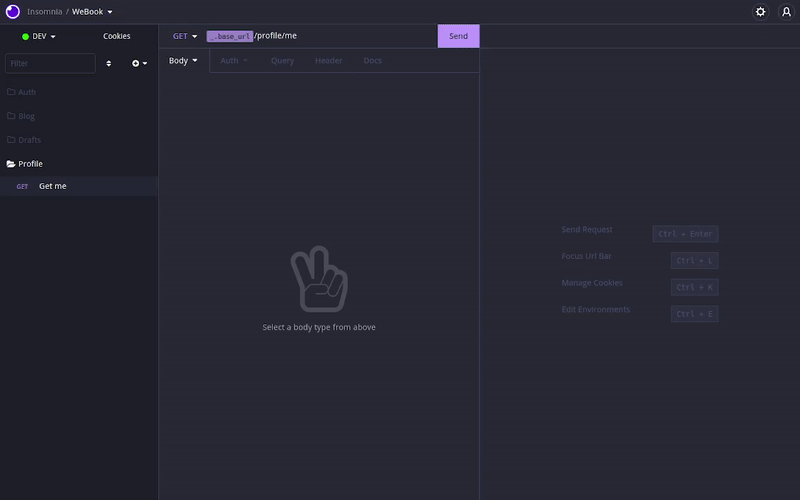 Insomnia / WeBook
DEV
Cookies
GET
_.base_url/profile/me
Send
Filter
Body
Auth
Query
Header
Docs
Auth
Blog
Drafts
Profile
GET Get me
Select a body type from above
Send Request Ctrl + Enter
Focus Url Bar Ctrl + L
Manage Cookies Ctrl + K
Edit Environments Ctrl + E